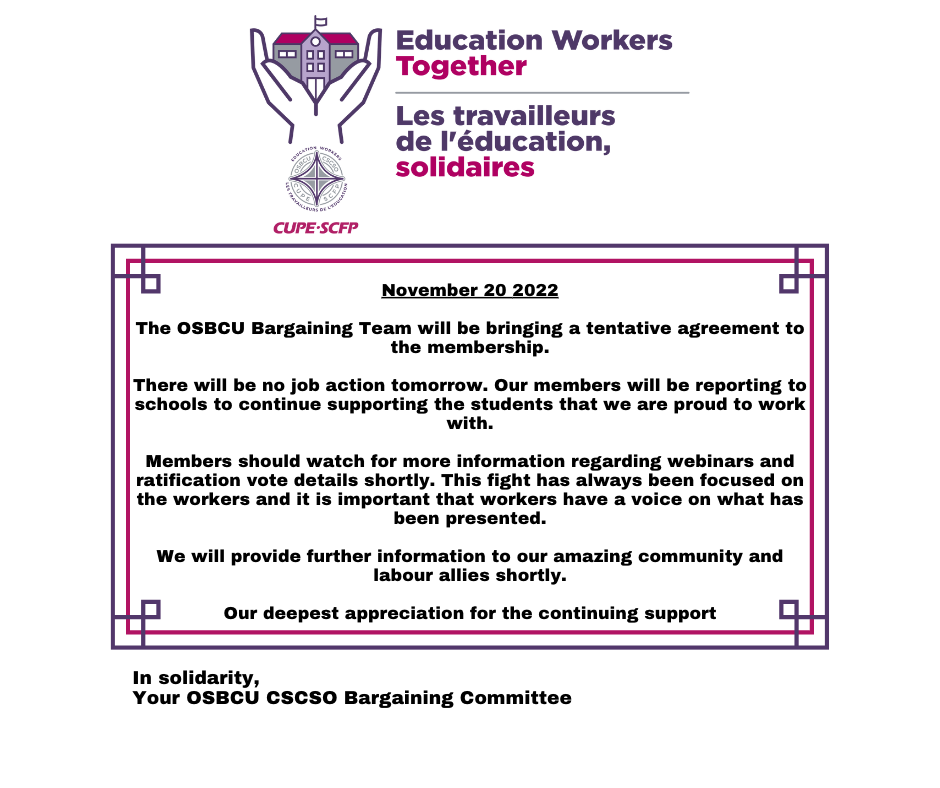 Education Workers
Together
Les travailleurs
de l'éducation,
solidaires
EDUCATION WORKERS
OSBCU CSCSO
CUPE SCFP
LES TRAVAILLEURS DE L'ÉDUCATION
CUPE·SCFP
November 20 2022
The OSBCU Bargaining Team will be bringing a tentative agreement to
the membership.
There will be no job action tomorrow. Our members will be reporting to
schools to continue supporting the students that we are proud to work
with.
Members should watch for more information regarding webinars and
ratification vote details shortly. This fight has always been focused on
the workers and it is important that workers have a voice on what has
been presented.
We will provide further information to our amazing community and
labour allies shortly.
Our deepest appreciation for the continuing support
In solidarity,
Your OSBCU CSCSO Bargaining Committee